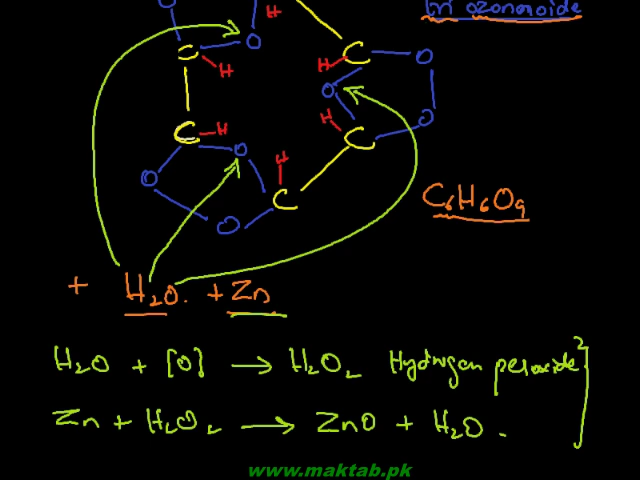 tri ozonoide
H
O
C
H
C
O
H
O
C
H
O
H
C
O
O
H
C
O
C
O
C6H6O9
+ H2O. + Zn
H2O + [O] → H2O2 Hydrogen peroxide
Zn + H2O2 → ZnO + H2O.
www.maktab.pk